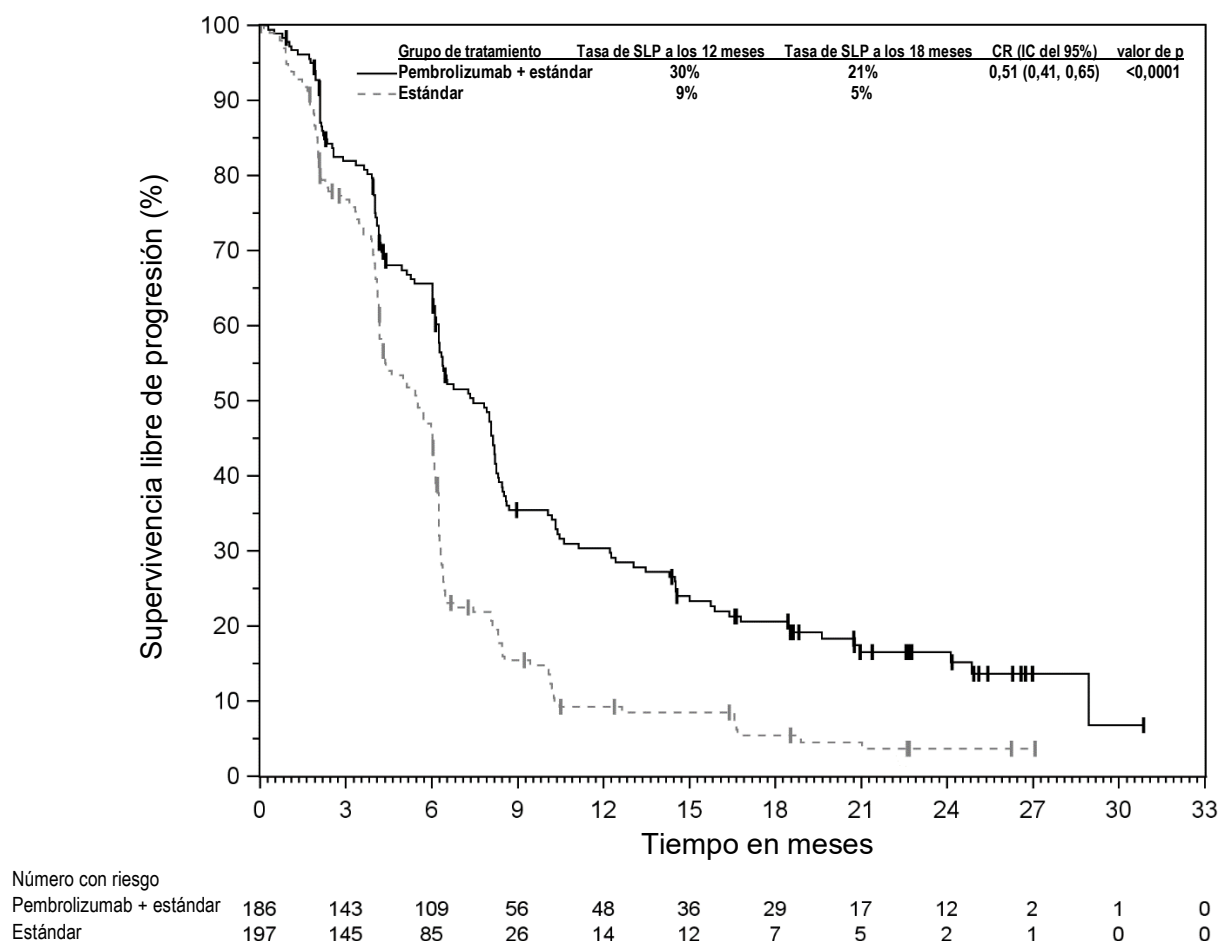 Grupo de tratamiento Tasa de SLP a los 12 meses Tasa de SLP a los 18 meses CR (IC del 95%) valor de p
Pembrolizumab + estándar 30% 21% 0,51 (0,41, 0,65) <0,0001
Estándar 9% 5%
Supervivencia libre de progresión (%)
100
90
80
70
60
50
40
30
20
10
0
0 3 6 9 12 15 18 21 24 27 30 33
Tiempo en meses
Número con riesgo
Pembrolizumab + estándar 186 143 109 56 48 36 29 17 12 2 1 0
Estándar 197 145 85 26 14 12 7 5 2 1 0 0